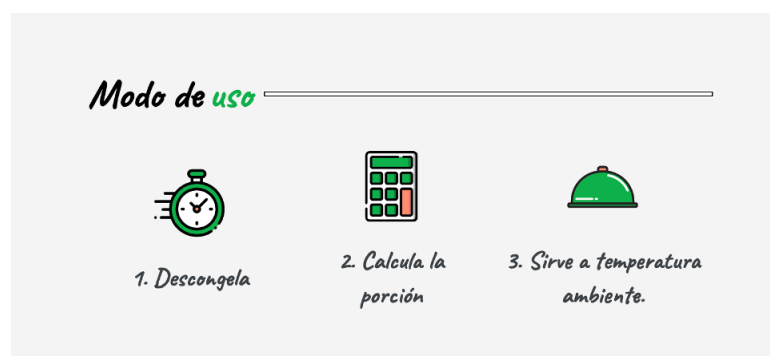 Modo de uso
1. Descongela
2. Calcula la
porción
3. Sirve a temperatura
ambiente.